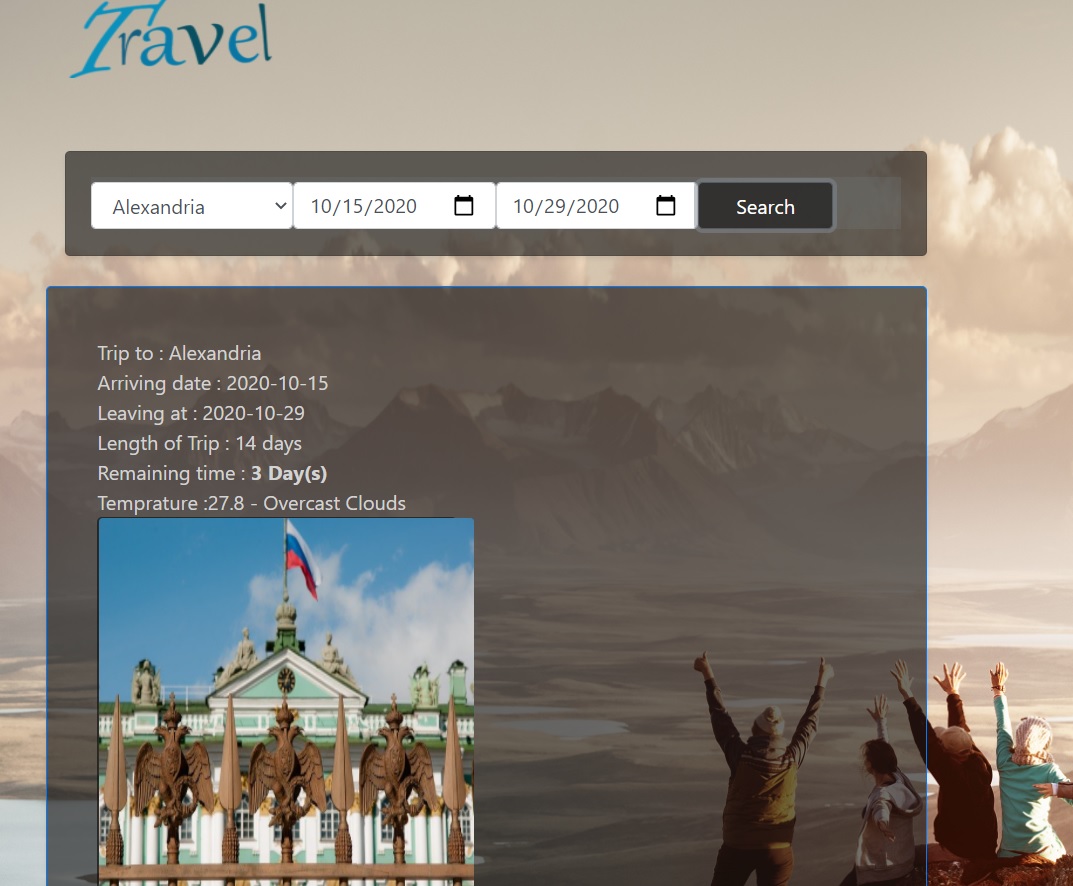 Travel
Alexandria 10/15/2020 10/29/2020 Search
Trip to : Alexandria
Arriving date : 2020-10-15
Leaving at : 2020-10-29
Length of Trip : 14 days
Remaining time : 3 Day(s)
Temprature :27.8 - Overcast Clouds